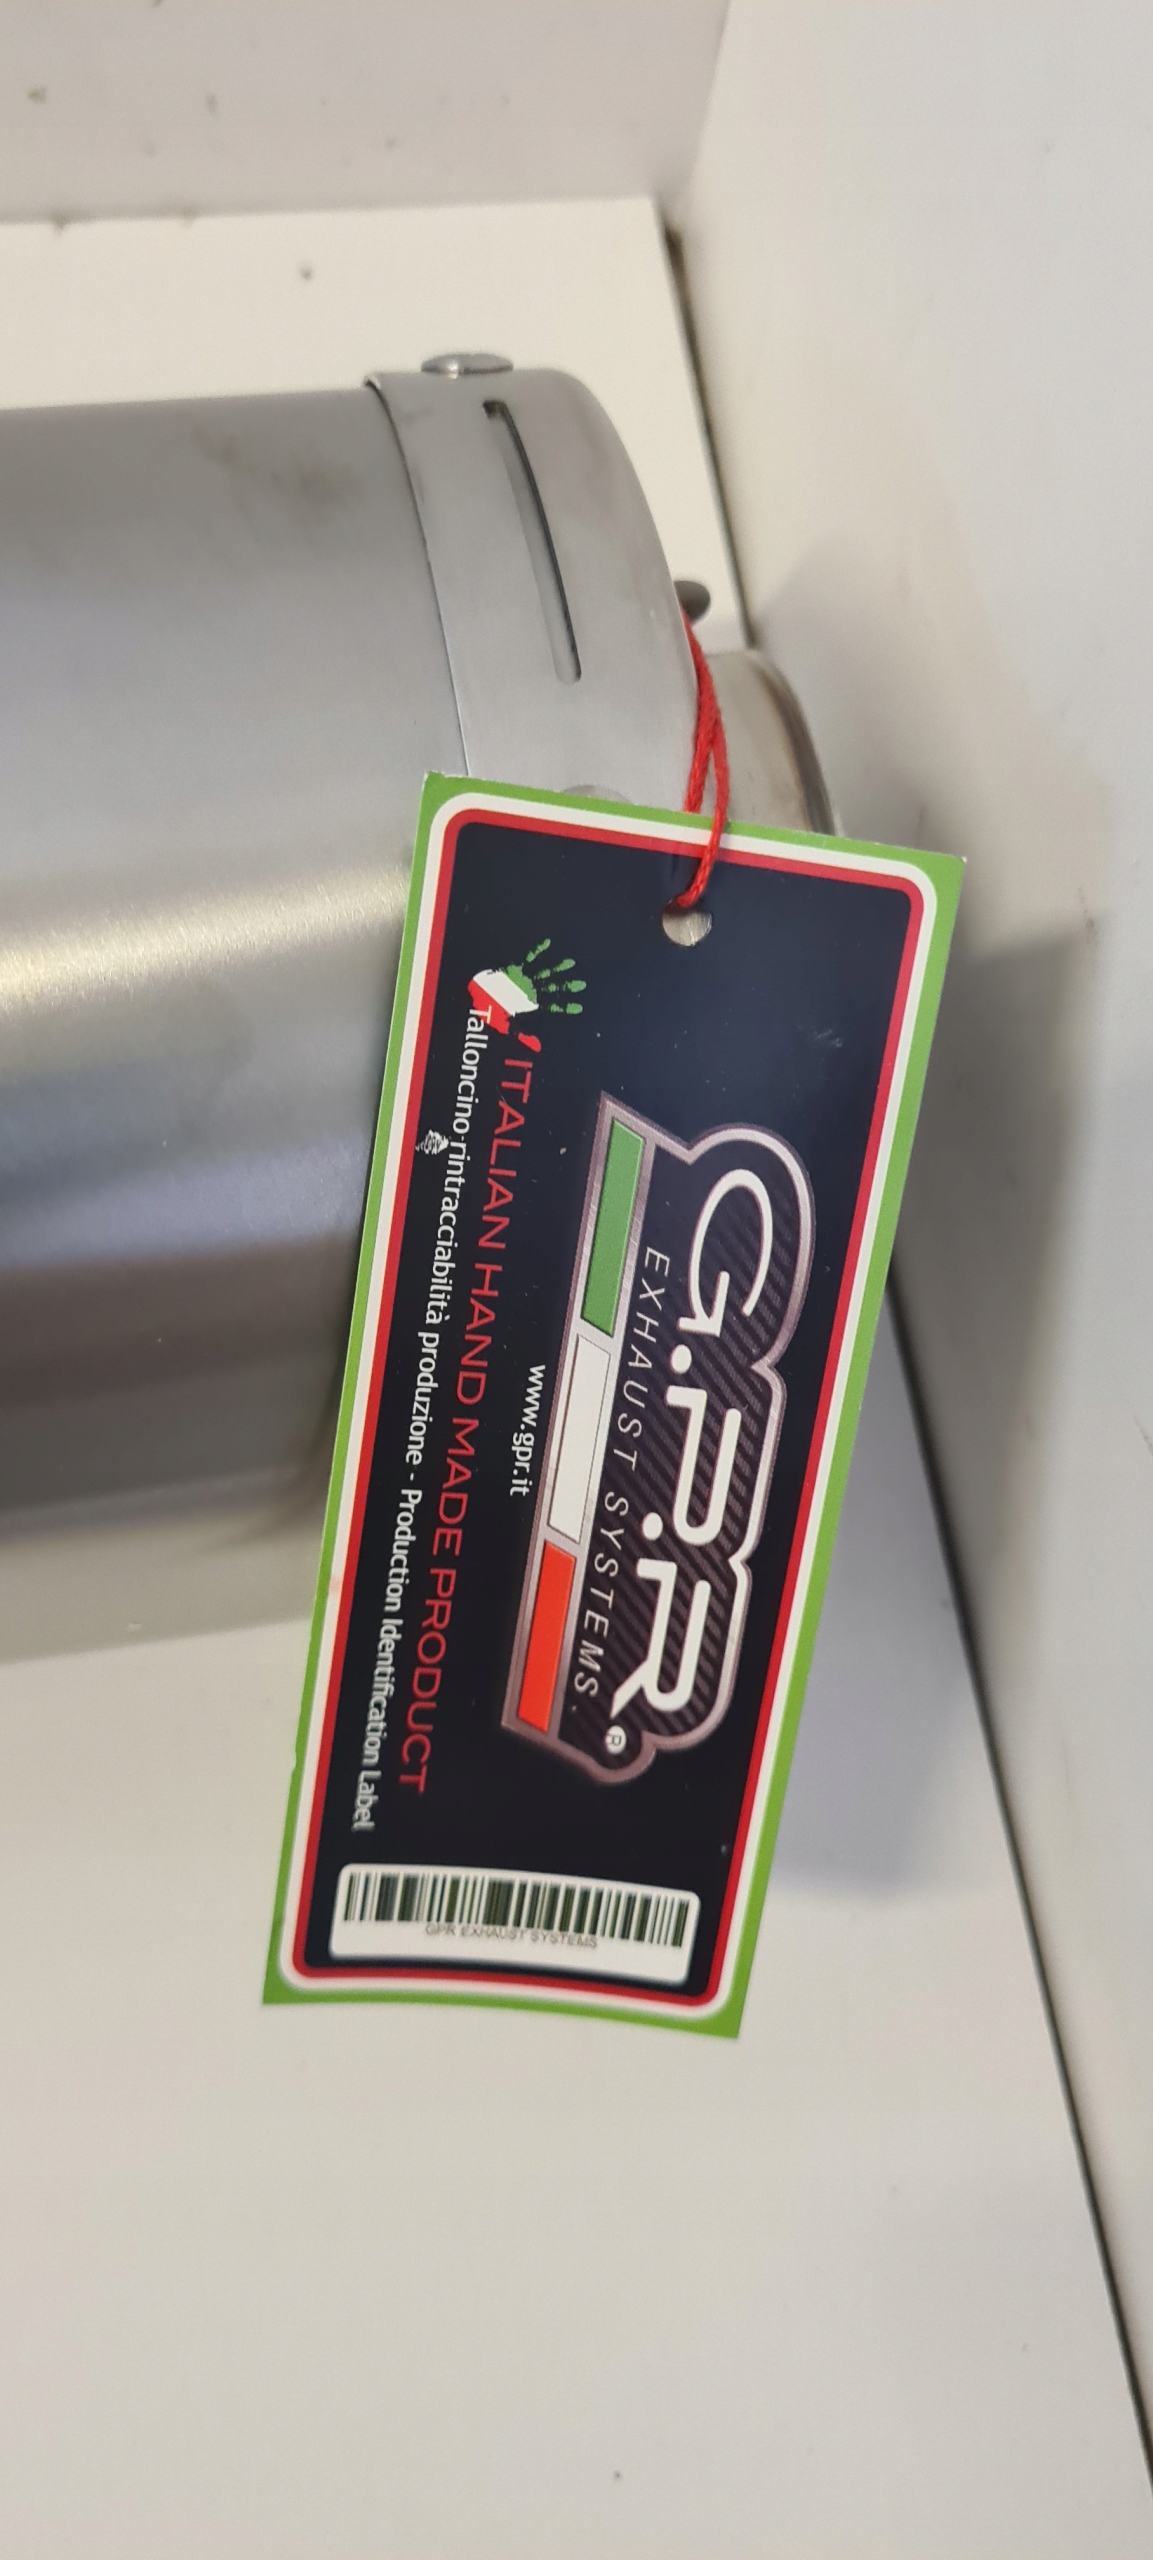 G.P.R®
EXHAUST SYSTEMS.
www.gpr.it
ITALIAN HAND MADE PRODUCT
Talloncino rintracciabilità produzione - Production Identification Label
GPR EXHAUST SYSTEMS